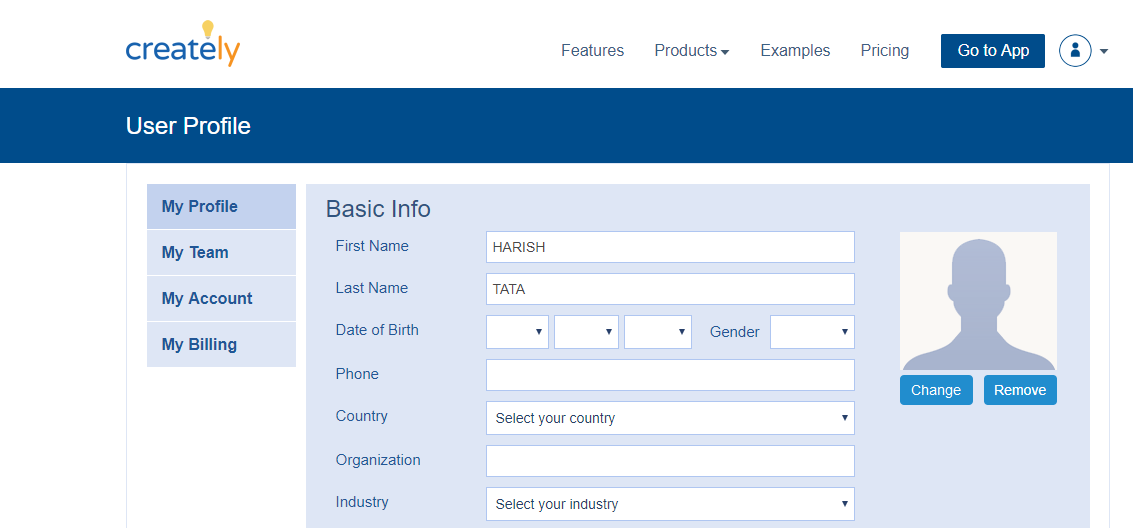 creately
Features Products Examples Pricing Go to App
User Profile
My Profile
My Team
My Account
My Billing
Basic Info
First Name HARISH
Last Name TATA
Date of Birth Gender
Phone
Country Select your country
Organization
Industry Select your industry
Change Remove